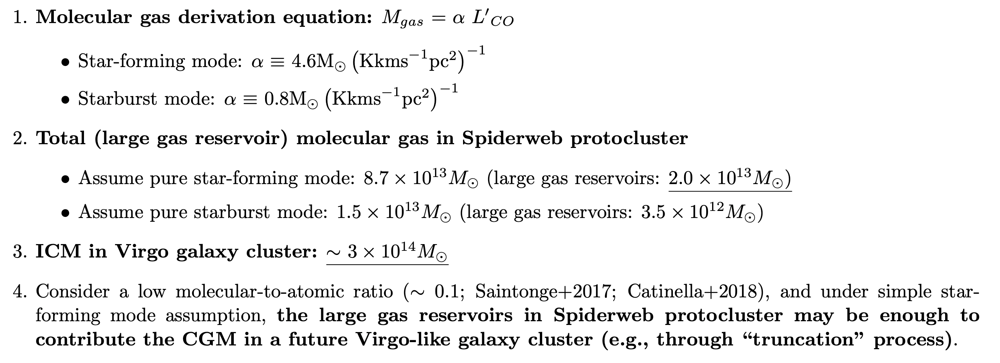 1. Molecular gas derivation equation: $M_{gas} = \alpha \ L'_{CO}$
• Star-forming mode: $\alpha \equiv 4.6 \mathrm{M}_{\odot} \left(\mathrm{Kkms}^{-1}\mathrm{pc}^2\right)^{-1}$
• Starburst mode: $\alpha \equiv 0.8 \mathrm{M}_{\odot} \left(\mathrm{Kkms}^{-1}\mathrm{pc}^2\right)^{-1}$
2. Total (large gas reservoir) molecular gas in Spiderweb protocluster
• Assume pure star-forming mode: $8.7 \times 10^{13} M_{\odot}$ (large gas reservoirs: $2.0 \times 10^{13} M_{\odot}$)
• Assume pure starburst mode: $1.5 \times 10^{13} M_{\odot}$ (large gas reservoirs: $3.5 \times 10^{12} M_{\odot}$)
3. ICM in Virgo galaxy cluster: $\sim 3 \times 10^{14} M_{\odot}$
4. Consider a low molecular-to-atomic ratio ($\sim$ 0.1; Saintonge+2017; Catinella+2018), and under simple star-
forming mode assumption, the large gas reservoirs in Spiderweb protocluster may be enough to
contribute the CGM in a future Virgo-like galaxy cluster (e.g., through “truncation” process).